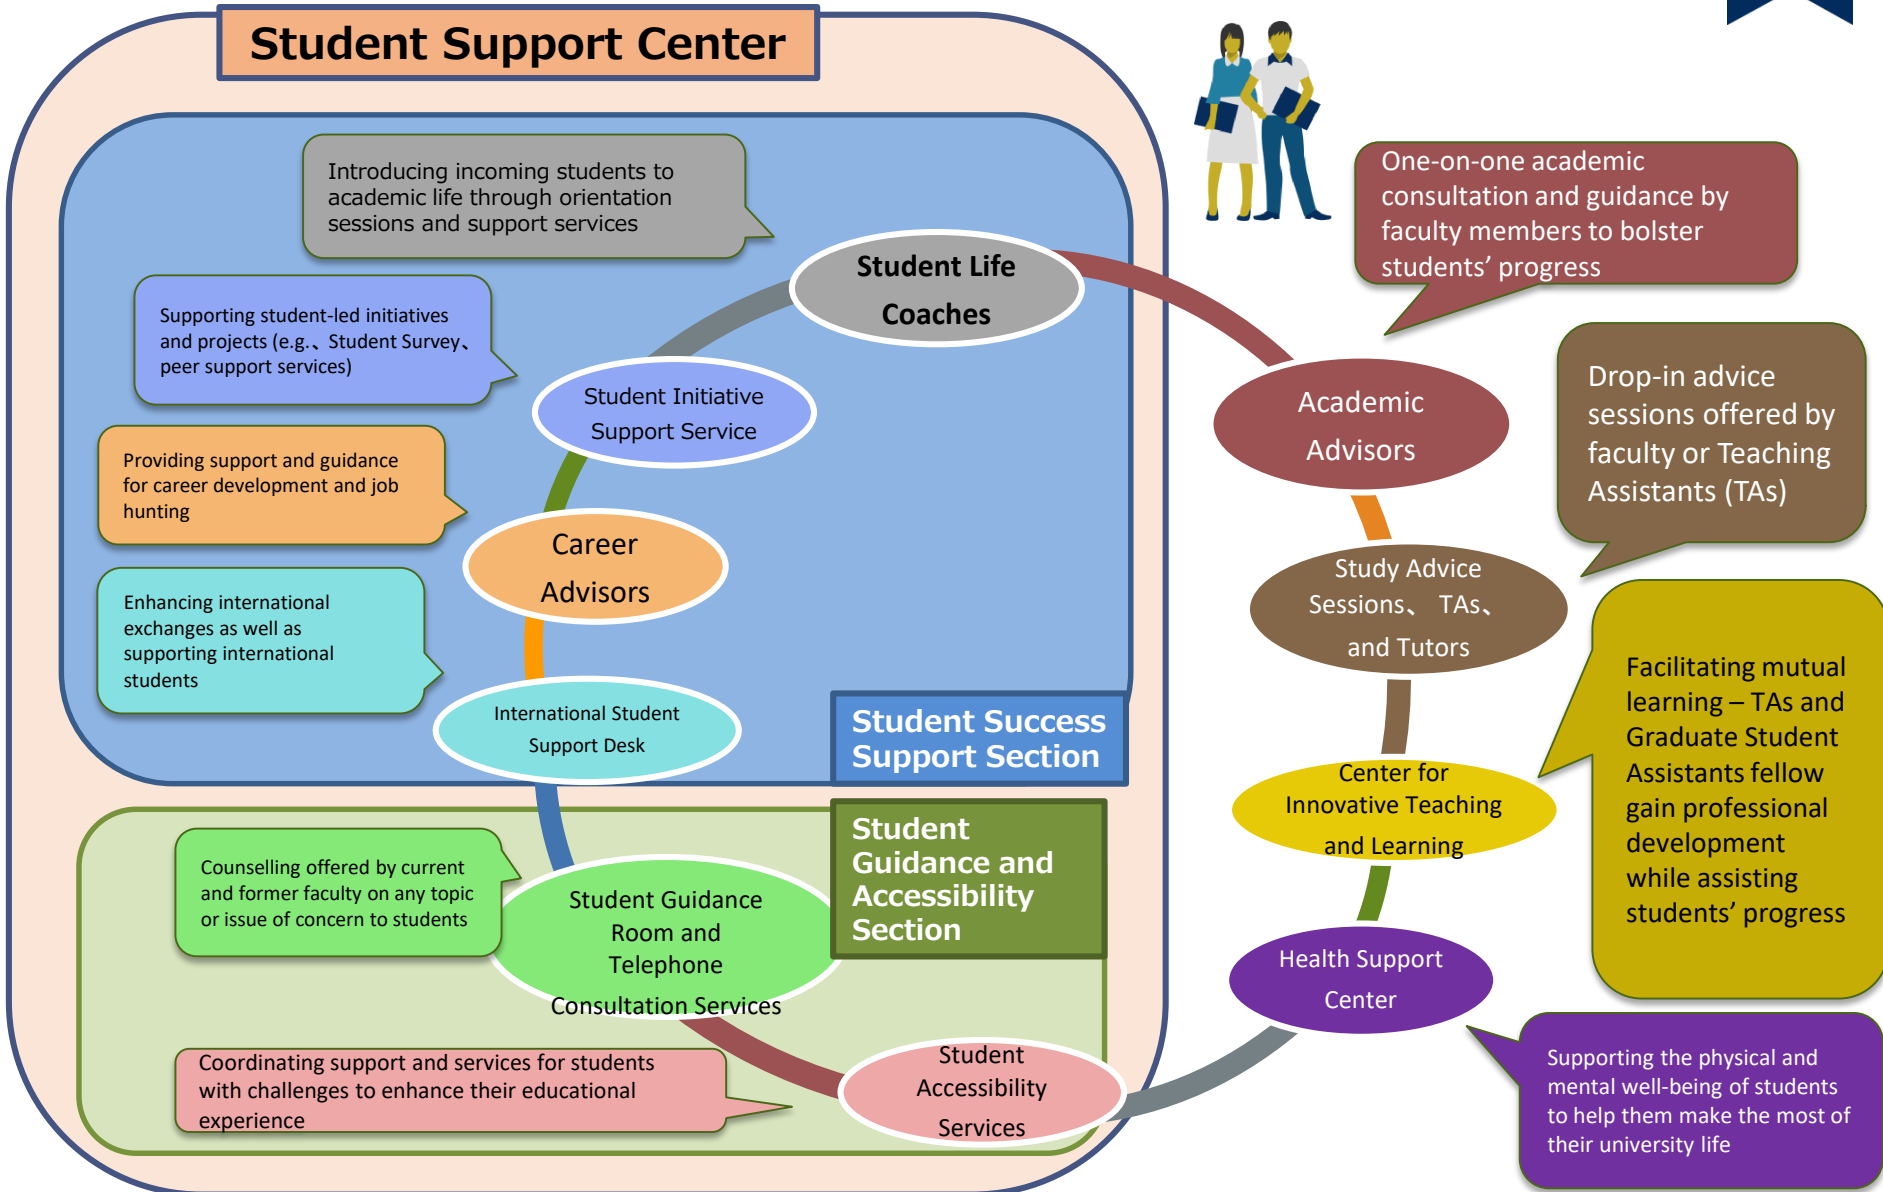 Student Support Center
Introducing incoming students to
academic life through orientation
sessions and support services
Student Life
Coaches
Supporting student-led initiatives
and projects (e.g.、Student Survey、
peer support services)
Student Initiative
Support Service
Providing support and guidance
for career development and job
hunting
Career
Advisors
Enhancing international
exchanges as well as
supporting international
students
International Student
Support Desk
Student Success
Support Section
Student
Guidance and
Accessibility
Section
Counselling offered by current
and former faculty on any topic
or issue of concern to students
Student Guidance
Room and
Telephone
Consultation Services
Coordinating support and services for students
with challenges to enhance their educational
experience
Student
Accessibility
Services
One-on-one academic
consultation and guidance by
faculty members to bolster
students’ progress
Academic
Advisors
Drop-in advice
sessions offered by
faculty or Teaching
Assistants (TAs)
Study Advice
Sessions、 TAs、
and Tutors
Facilitating mutual
learning – TAs and
Graduate Student
Assistants fellow
gain professional
development
while assisting
students’ progress
Center for
Innovative Teaching
and Learning
Health Support
Center
Supporting the physical and
mental well-being of students
to help them make the most of
their university life